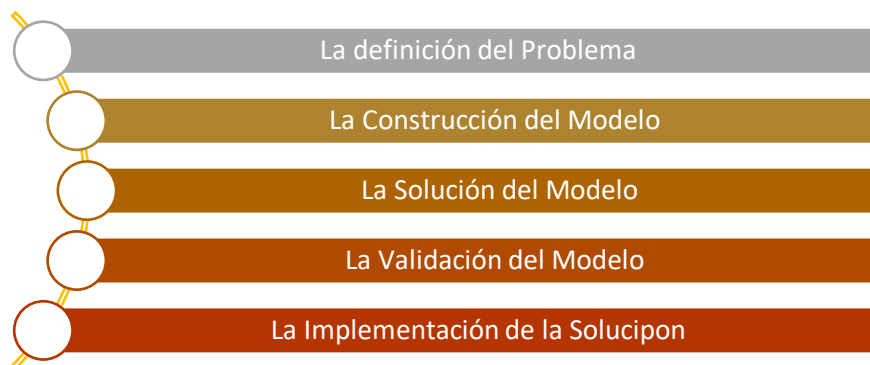 La definición del Problema
La Construcción del Modelo
La Solución del Modelo
La Validación del Modelo
La Implementación de la Solucipon